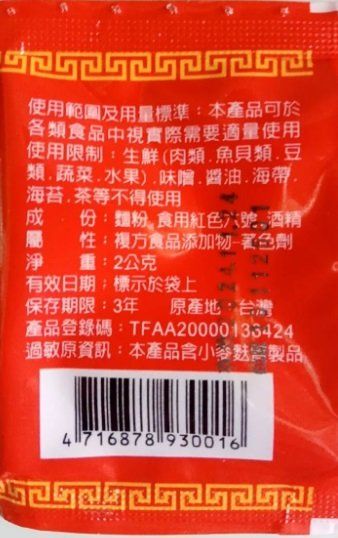 使用範圍及用量標準：本產品可於
各類食品中視實際需要適量使用
使用限制：生鮮(肉類.魚貝類.豆
類.蔬菜.水果).味噌.醬油.海帶.
海苔.茶等不得使用
成　份：麵粉.食用紅色六號.酒精
屬　性：複方食品添加物-著色劑
淨　重：2公克
有效日期：標示於袋上
保存期限：3年　原產地：台灣
產品登錄碼：TFAA20000138424
過敏原資訊：本產品含小麥麩質製品
4 716878 930016